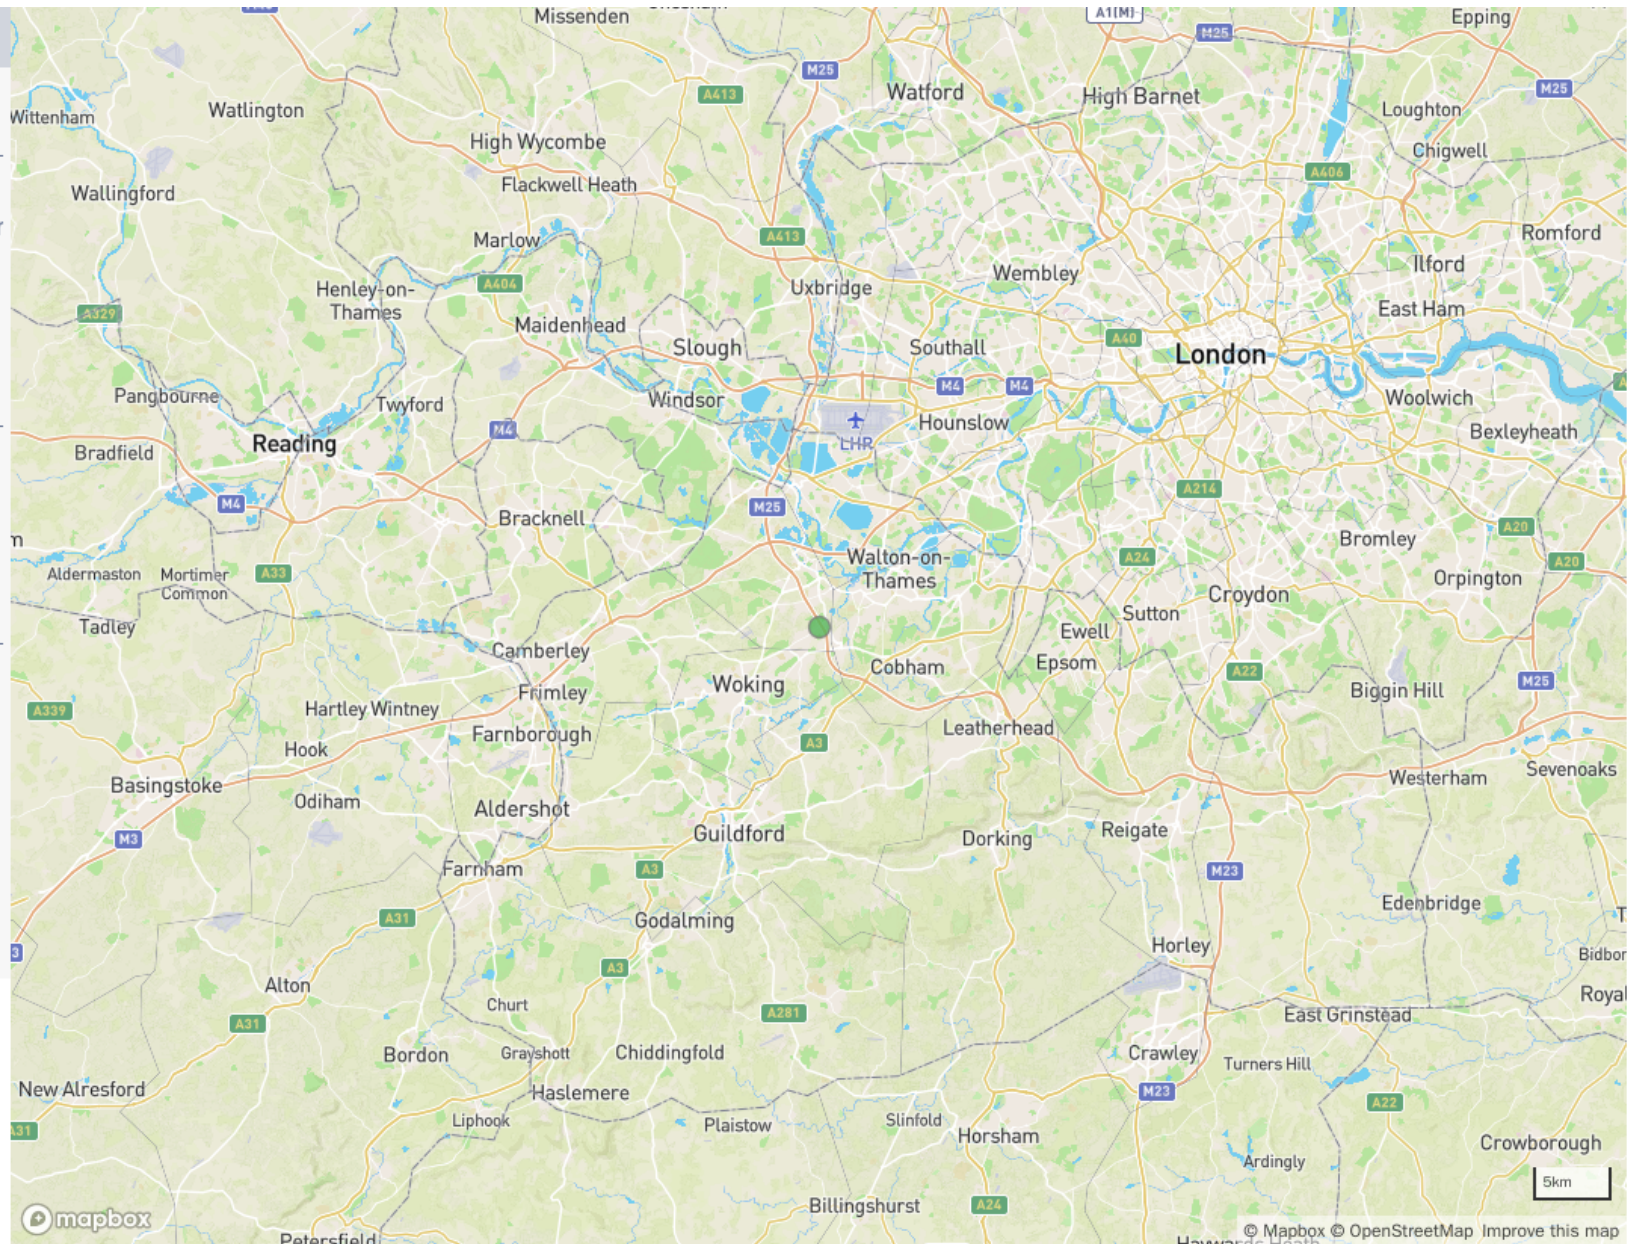 Missenden
A1(M)
Epping
M25
M25
A413
Watford
High Barnet
M25
Wittenham
Watlington
Loughton
High Wycombe
Chigwell
A406
Flackwell Heath
Wallingford
Marlow
A413
Romford
Wembley
Ilford
A404
Uxbridge
Henley-on-
Thames
A329
East Ham
Maidenhead
Slough
Southall
A40
London
Pangbourne
Twyford
Windsor
M4
M4
Woolwich
Hounslow
M4
Reading
LHR
Bexleyheath
Bradfield
M4
M25
A214
Bracknell
A20
Bromley
Walton-on-
Thames
A24
A20
Aldermaston
Mortimer
Common
A33
Orpington
Croydon
Sutton
Tadley
Ewell
Camberley
Cobham
Epsom
A22
Woking
Frimley
M25
Biggin Hill
A339
Hartley Wintney
Leatherhead
Farnborough
A3
Hook
Basingstoke
Westerham
Sevenoaks
Odiham
Aldershot
Guildford
Reigate
M3
Dorking
Farnham
A3
M23
A31
Godalming
Edenbridge
Horley
A3
Alton
Churt
Royal
A31
A281
East Grinstead
Bordon
Grayshott
Chiddingfold
Crawley
Turners Hill
New Alresford
Haslemere
M23
A22
Liphook
Plaistow
Slinfold
Horsham
Crowborough
Ardingly
5km
Billingshurst
A24
mapbox
© Mapbox © OpenStreetMap Improve this map
Petersfield